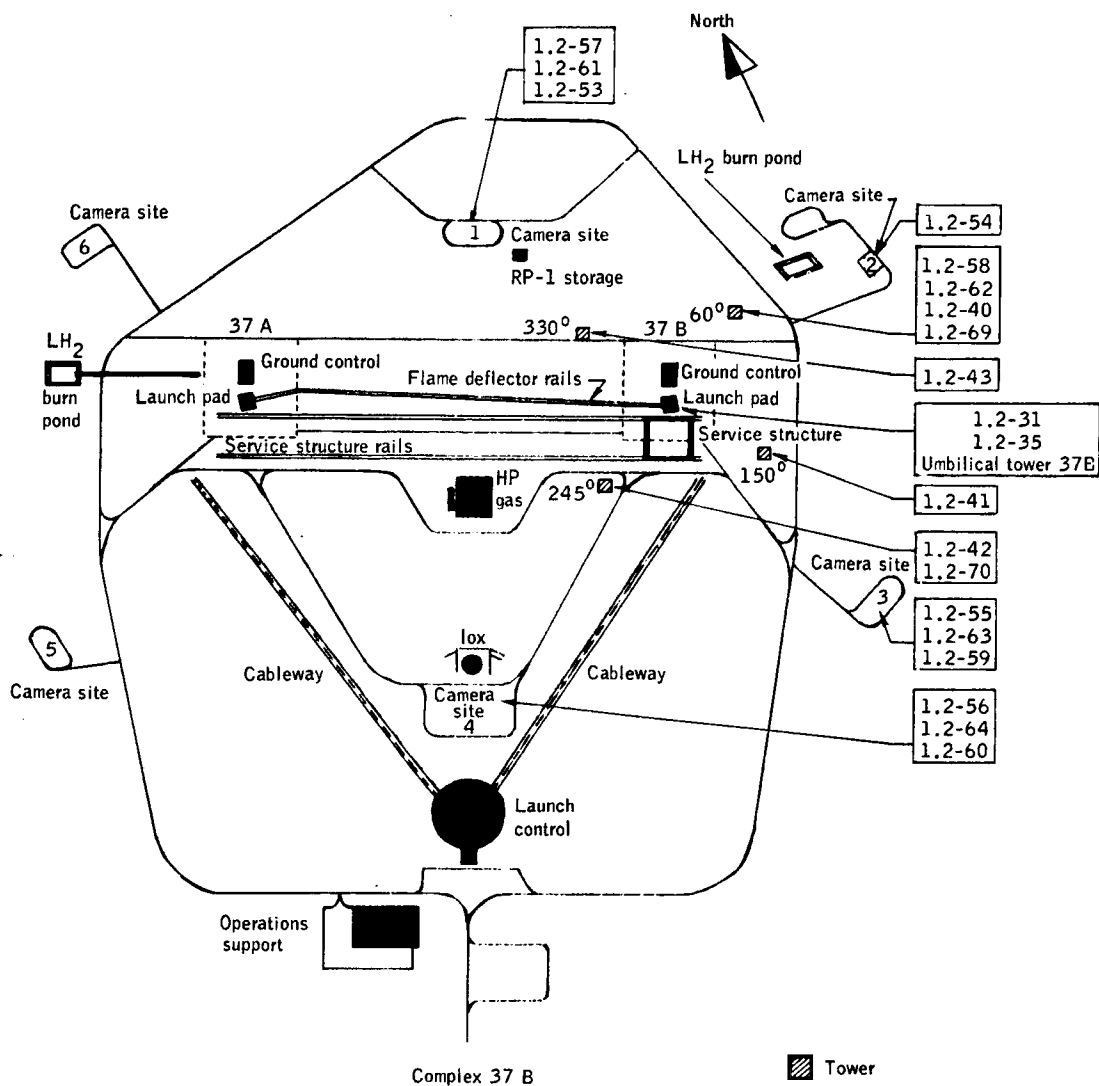 North
1.2-57
1.2-61
1.2-53
LH2 burn pond
Camera site
2
1.2-54
Camera site
6
1
Camera site
RP-1 storage
1.2-58
1.2-62
1.2-40
1.2-69
37 A
330°
37 B
60°
1.2-43
LH2
burn
pond
Ground control
Launch pad
Flame deflector rails
Ground control
Launch pad
1.2-31
1.2-35
Umbilical tower 37E
Service structure rails
Service structure
150°
1.2-41
HP
gas
245°
1.2-42
1.2-70
Camera site
3
1.2-55
1.2-63
1.2-59
5
Camera site
Cableway
lox
Camera
site
4
Cableway
1.2-56
1.2-64
1.2-60
Launch
control
Operations
support
Complex 37 B
Tower